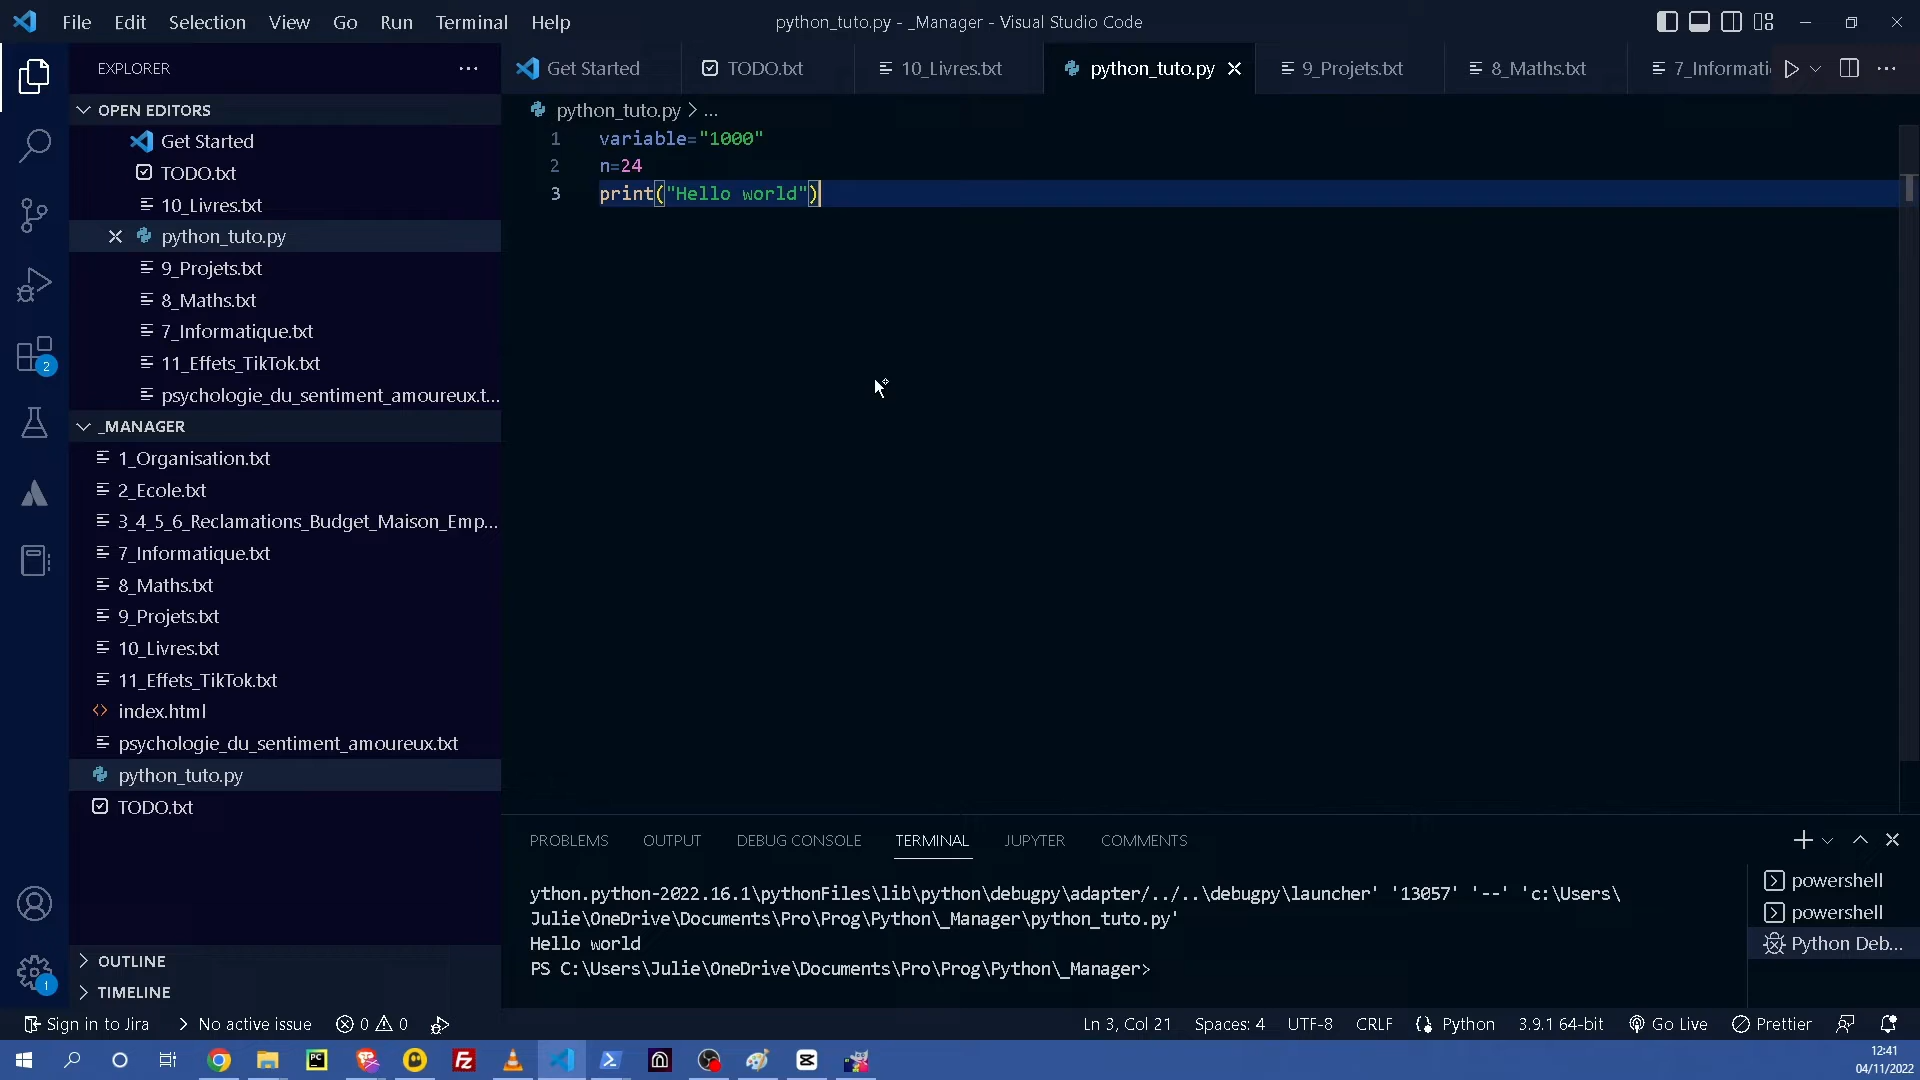 File Edit Selection View Go Run Terminal Help python_tuto.py - _Manager - Visual Studio Code
EXPLORER
Get Started TODO.txt 10_Livres.txt python_tuto.py 9_Projets.txt 8_Maths.txt 7_Informati
OPEN EDITORS
Get Started
TODO.txt
10_Livres.txt
python_tuto.py
9_Projets.txt
8_Maths.txt
7_Informatique.txt
11_Effets_TikTok.txt
psychologie_du_sentiment_amoureux.t...
_MANAGER
1_Organisation.txt
2_Ecole.txt
3_4_5_6_Reclamations_Budget_Maison_Emp...
7_Informatique.txt
8_Maths.txt
9_Projets.txt
10_Livres.txt
11_Effets_TikTok.txt
index.html
psychologie_du_sentiment_amoureux.txt
python_tuto.py
TODO.txt
OUTLINE
TIMELINE
python_tuto.py > ...
1 variable="1000"
2 n=24
3 print("Hello world")
PROBLEMS OUTPUT DEBUG CONSOLE TERMINAL JUPYTER COMMENTS
ython.python-2022.16.1\pythonFiles\lib\python\debugpy\adapter/../..\debugpy\launcher' '13057' '--' 'c:\Users\
Julie\OneDrive\Documents\Pro\Prog\Python\_Manager\python_tuto.py'
Hello world
PS C:\Users\Julie\OneDrive\Documents\Pro\Prog\Python\_Manager>
powershell
powershell
Python Deb...
2
1
Sign in to Jira No active issue 0 0 Ln 3, Col 21 Spaces: 4 UTF-8 CRLF Python 3.9.1 64-bit Go Live Prettier
PC
Fz
12:41
04/11/2022